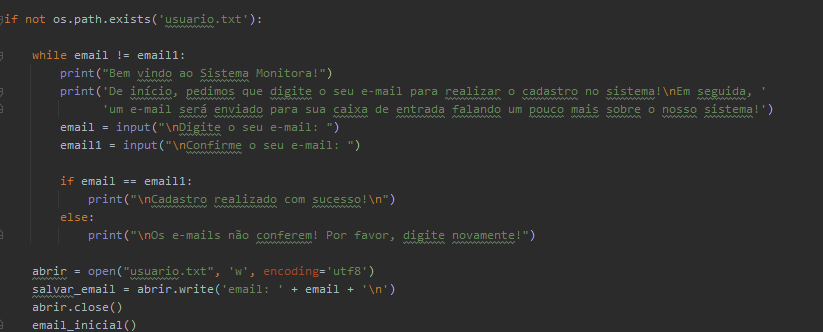 if not os.path.exists('usuario.txt'):
while email != email1:
print("Bem vindo ao Sistema Monitora!")
print('De início, pedimos que digite o seu e-mail para realizar o cadastro no sistema!\nEm seguida, '
'um e-mail será enviado para sua caixa de entrada falando um pouco mais sobre o nosso sistema!')
email = input("\nDigite o seu e-mail: ")
email1 = input("\nConfirme o seu e-mail: ")
if email == email1:
print("\nCadastro realizado com sucesso!\n")
else:
print("\nOs e-mails não conferem! Por favor, digite novamente!")
abrir = open("usuario.txt", 'w', encoding='utf8')
salvar_email = abrir.write('email: ' + email + '\n')
abrir.close()
email_inicial()